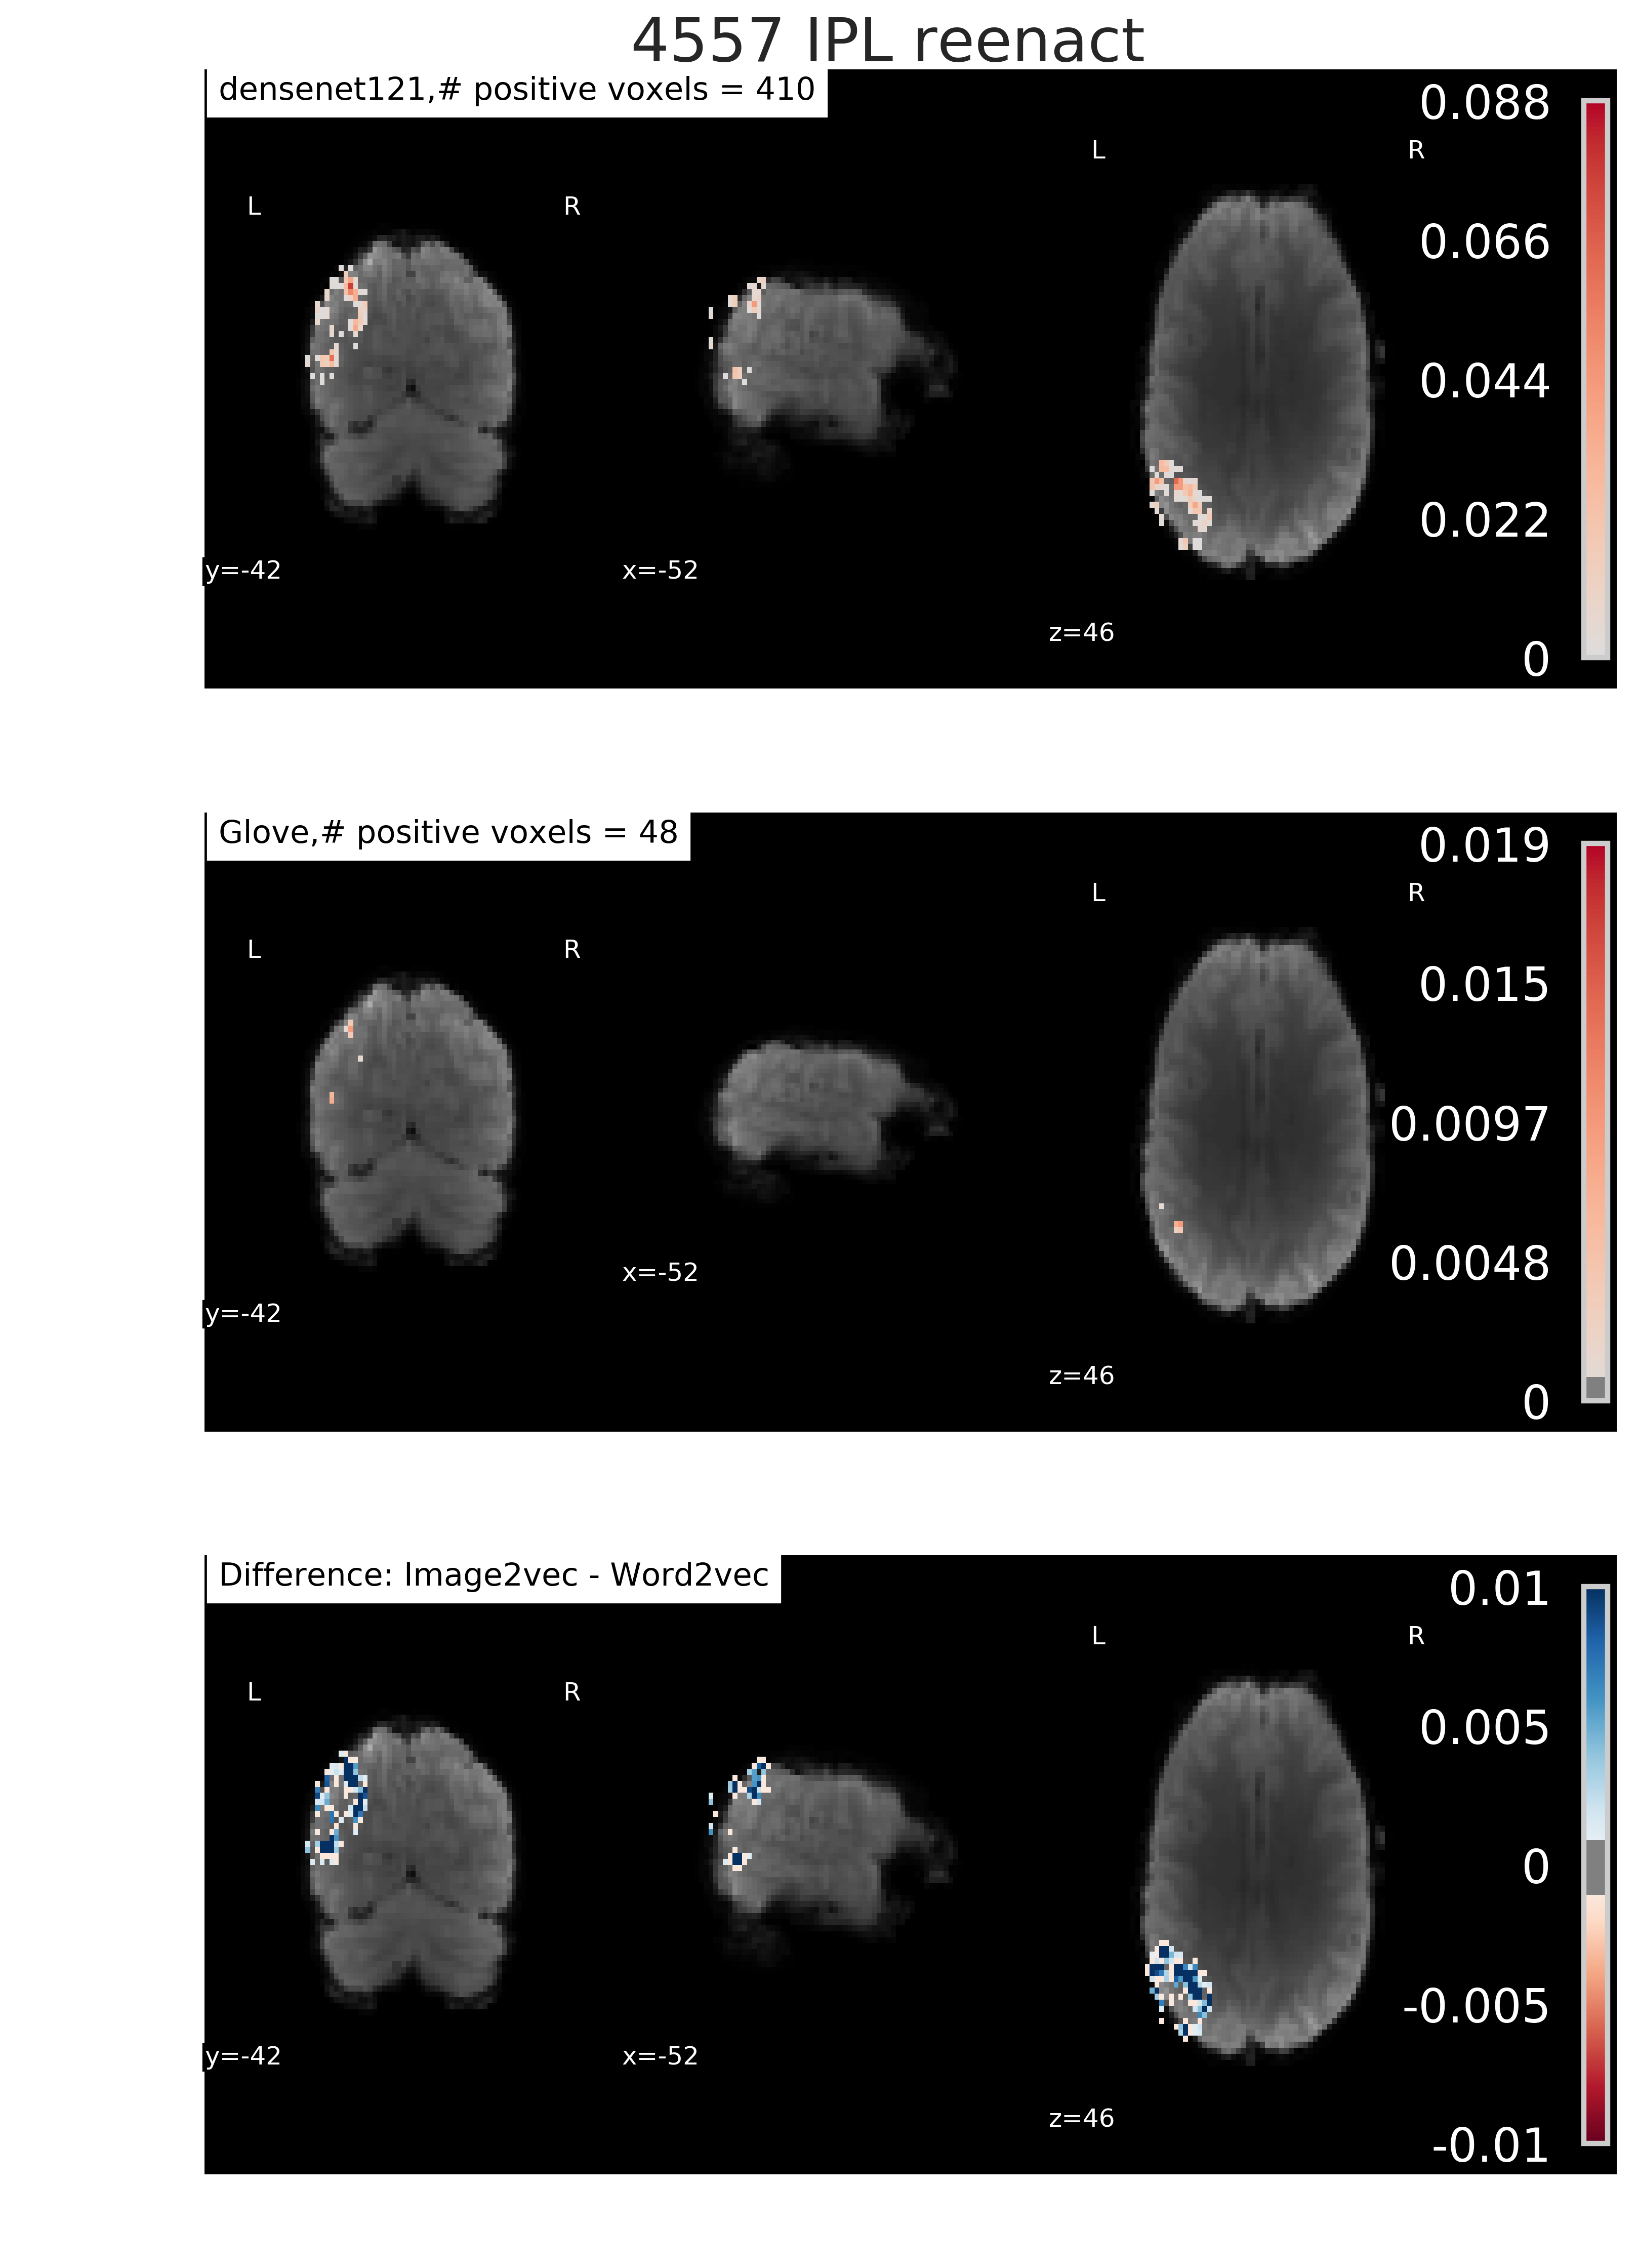 4557 IPL reenact
densenet121,# positive voxels = 410
L
R
L
R
y=-42
x=-52
z=46
0.088
0.066
0.044
0.022
0
Glove,# positive voxels = 48
L
R
L
R
y=-42
x=-52
z=46
0.019
0.015
0.0097
0.0048
0
Difference: Image2vec - Word2vec
L
R
L
R
y=-42
x=-52
z=46
0.01
0.005
0
-0.005
-0.01